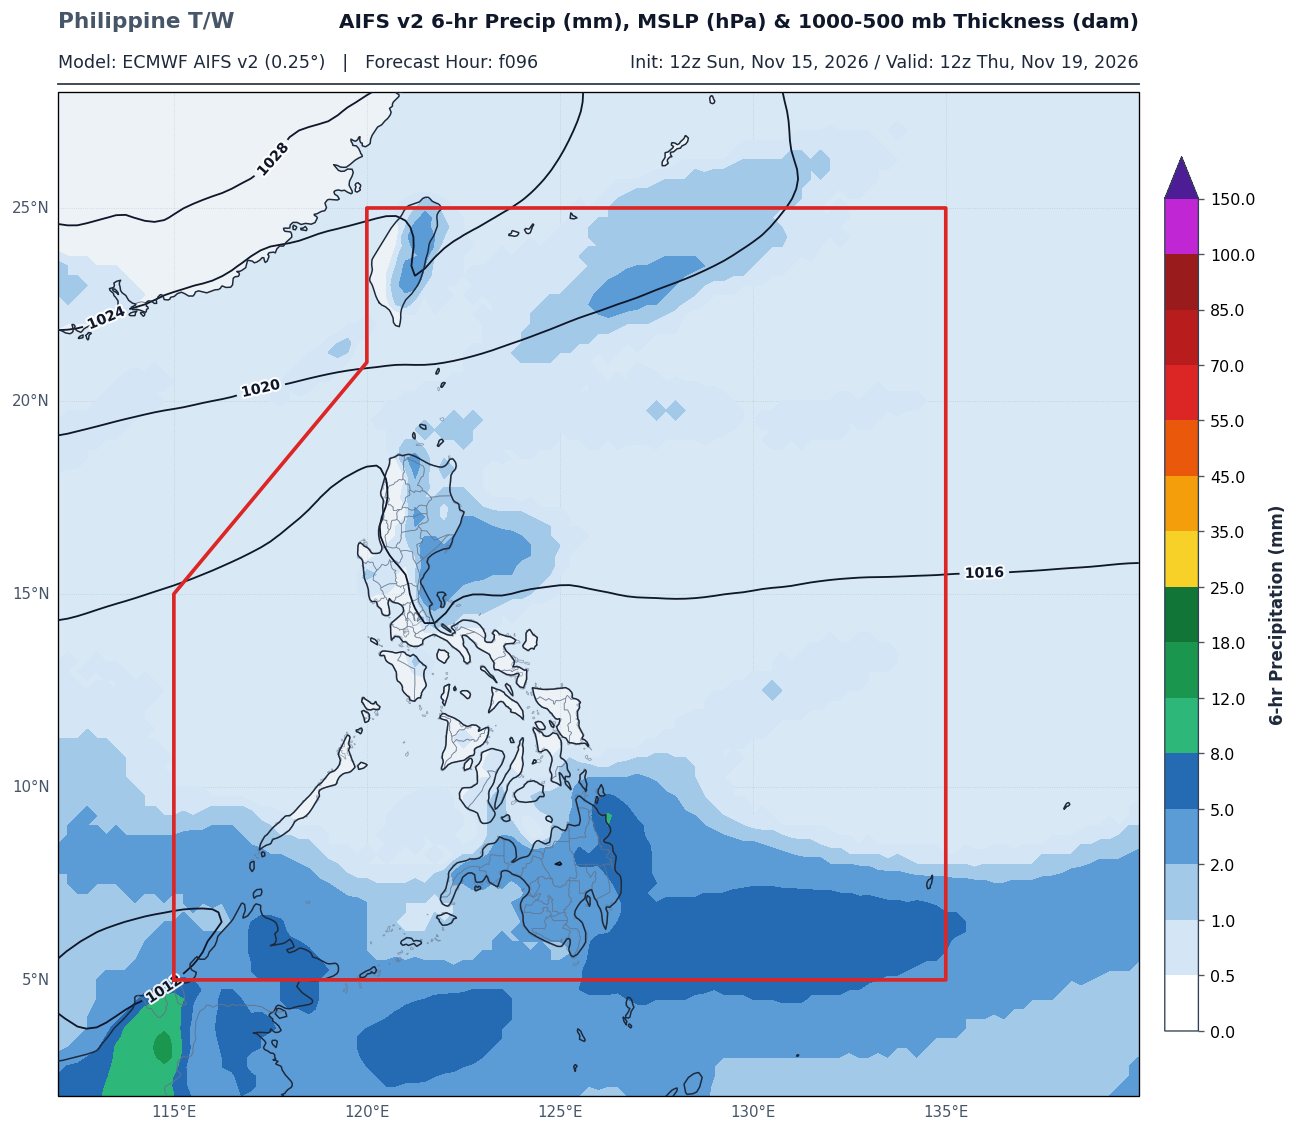 Philippine T/W
AIFS v2 6-hr Precip (mm), MSLP (hPa) & 1000-500 mb Thickness (dam)
Model: ECMWF AIFS v2 (0.25°) | Forecast Hour: f096
Init: 12z Sun, Nov 15, 2026 / Valid: 12z Thu, Nov 19, 2026
1028
1024
1020
1016
1012
25°N
20°N
15°N
10°N
5°N
115°E
120°E
125°E
130°E
135°E
150.0
100.0
85.0
70.0
55.0
45.0
35.0
25.0
18.0
12.0
8.0
5.0
2.0
1.0
0.5
0.0
6-hr Precipitation (mm)